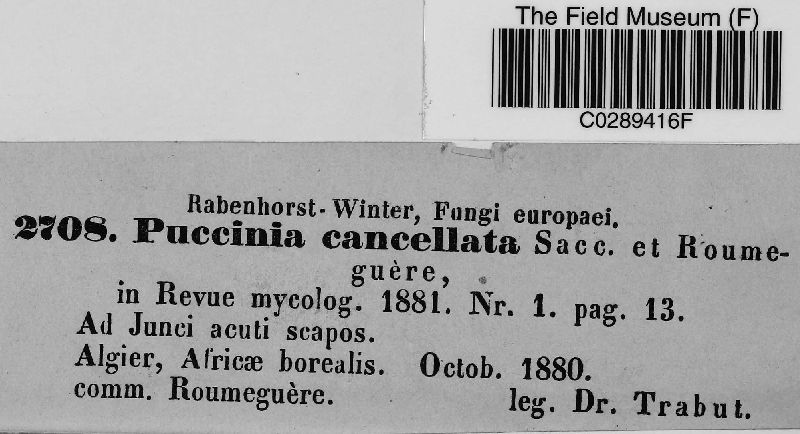 The Field Museum (F)
C0289416F
Rabenhorst-Winter, Fungi europaei.
2708. Puccinia cancellata Sacc. et Roume-
guère,
in Revue mycolog. 1881. Nr. 1. pag. 13.
Ad Junci acuti scapos.
Algier, Africæ borealis. Octob. 1880.
comm. Roumeguère. leg. Dr. Trabut.